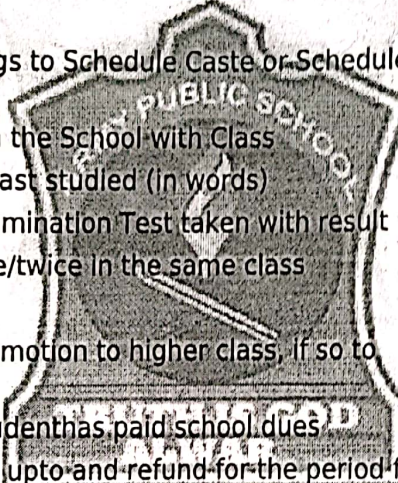 gs to Schedule Caste or Schedule
PUBLIC SCHOOL
the School with Class
ast studied (in words)
mination Test taken with result
e/twice in the same class
motion to higher class, if so to
TRUTH IS GOD
denthas paid school dues
ALWAR
upto and refund for the period f